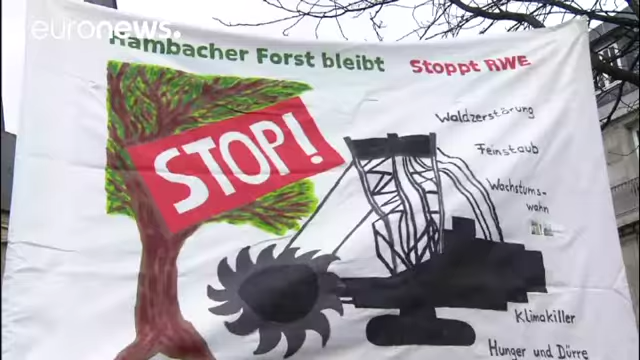 euronews.
Hambacher Forst bleibt Stoppt RWE
STOP!
Waldzerstörung
Feinstaub
Wachstums-
wahn
Klimakiller
Hunger und Dürre